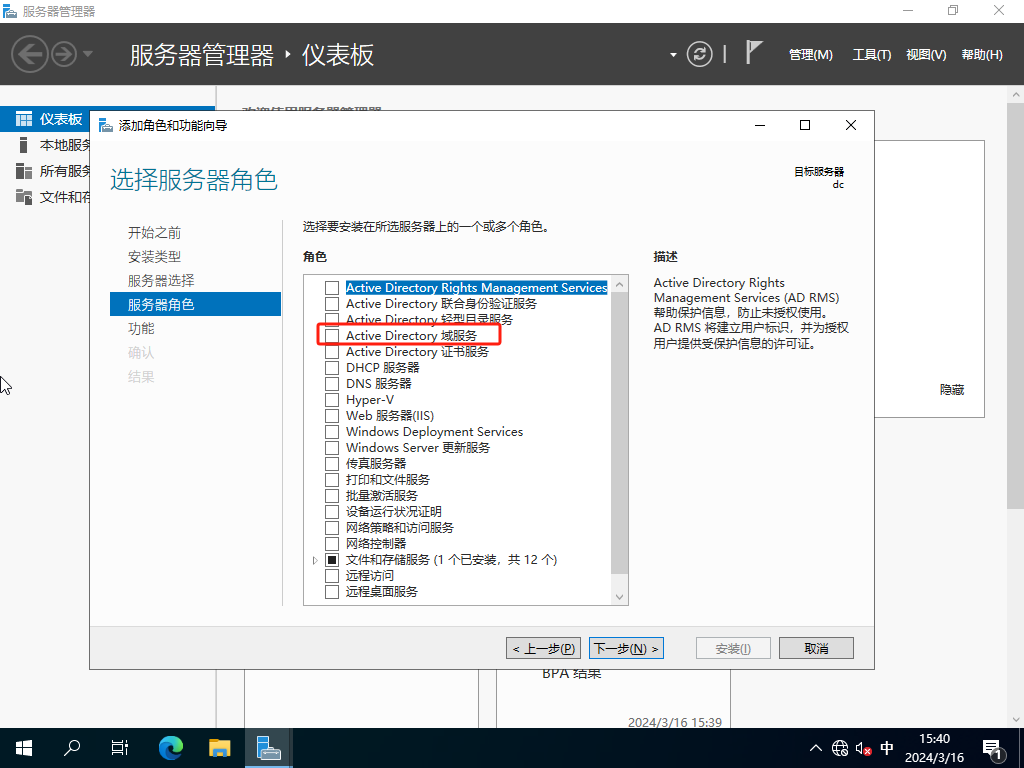 服务器管理器
服务器管理器 ‣ 仪表板
管理(M) 工具(T) 视图(V) 帮助(H)
仪表板
本地服务
所有服务
文件和存
添加角色和功能向导
选择服务器角色
目标服务器
dc
开始之前
安装类型
服务器选择
服务器角色
功能
确认
结果
选择要安装在所选服务器上的一个或多个角色。
角色
Active Directory Rights Management Services
Active Directory 联合身份验证服务
Active Directory 轻型目录服务
Active Directory 域服务
Active Directory 证书服务
DHCP 服务器
DNS 服务器
Hyper-V
Web 服务器(IIS)
Windows Deployment Services
Windows Server 更新服务
传真服务器
打印和文件服务
批量激活服务
设备运行状况证明
网络策略和访问服务
网络控制器
文件和存储服务 (1 个已安装，共 12 个)
远程访问
远程桌面服务
描述
Active Directory Rights
Management Services (AD RMS)
帮助保护信息，防止未授权使用。
AD RMS 将建立用户标识，并为授权
用户提供受保护信息的许可证。
隐藏
< 上一步(P) 下一步(N) > 安装(I) 取消
BPA 结果
2024/3/16 15:39
中
15:40
2024/3/16
1